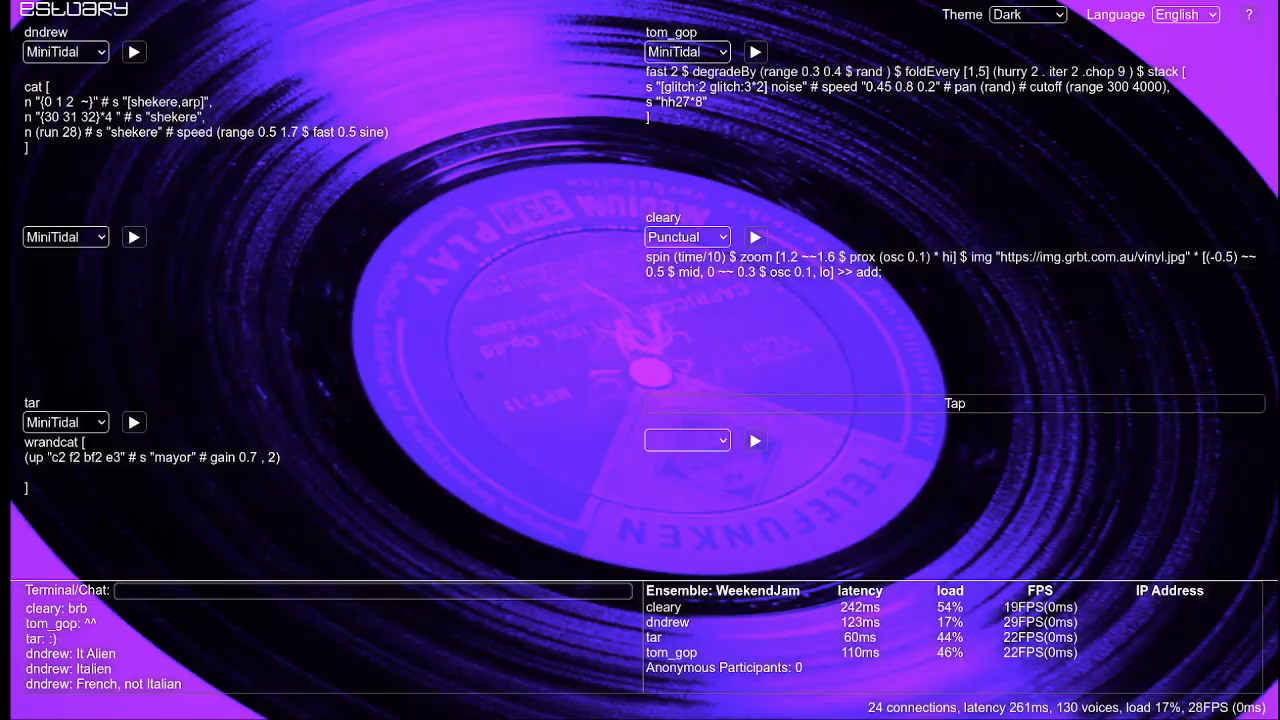 estuary
Theme Dark Language English ?
dndrew
MiniTidal
cat [
n "{0 1 2 ~}" # s "[shekere,arp]",
n "{30 31 32}*4 " # s "shekere",
n (run 28) # s "shekere" # speed (range 0.5 1.7 $ fast 0.5 sine)
]
tom_gop
MiniTidal
fast 2 $ degradeBy (range 0.3 0.4 $ rand ) $ foldEvery [1,5] (hurry 2 . iter 2 .chop 9 ) $ stack [
s "[glitch:2 glitch:3*2] noise" # speed "0.45 0.8 0.2" # pan (rand) # cutoff (range 300 4000),
s "hh27*8"
]
MiniTidal
cleary
Punctual
spin (time/10) $ zoom [1.2 ~~1.6 $ prox (osc 0.1) * hi] $ img "https://img.grbt.com.au/vinyl.jpg" * [(-0.5) ~~
0.5 $ mid, 0 ~~ 0.3 $ osc 0.1, lo] >> add;
tar
MiniTidal
wrandcat [
(up "c2 f2 bf2 e3" # s "mayor" # gain 0.7 , 2)
]
Tap
MEDIUM
PLAY
33
TELEFUNKEN
Terminal/Chat:
cleary: brb
tom_gop: ^^
tar: :)
dndrew: It Alien
dndrew: Italien
dndrew: French, not Italian
Ensemble: WeekendJam latency load FPS IP Address
cleary 242ms 54% 19FPS(0ms)
dndrew 123ms 17% 29FPS(0ms)
tar 60ms 44% 22FPS(0ms)
tom_gop 110ms 46% 22FPS(0ms)
Anonymous Participants: 0
24 connections, latency 261ms, 130 voices, load 17%, 28FPS (0ms)